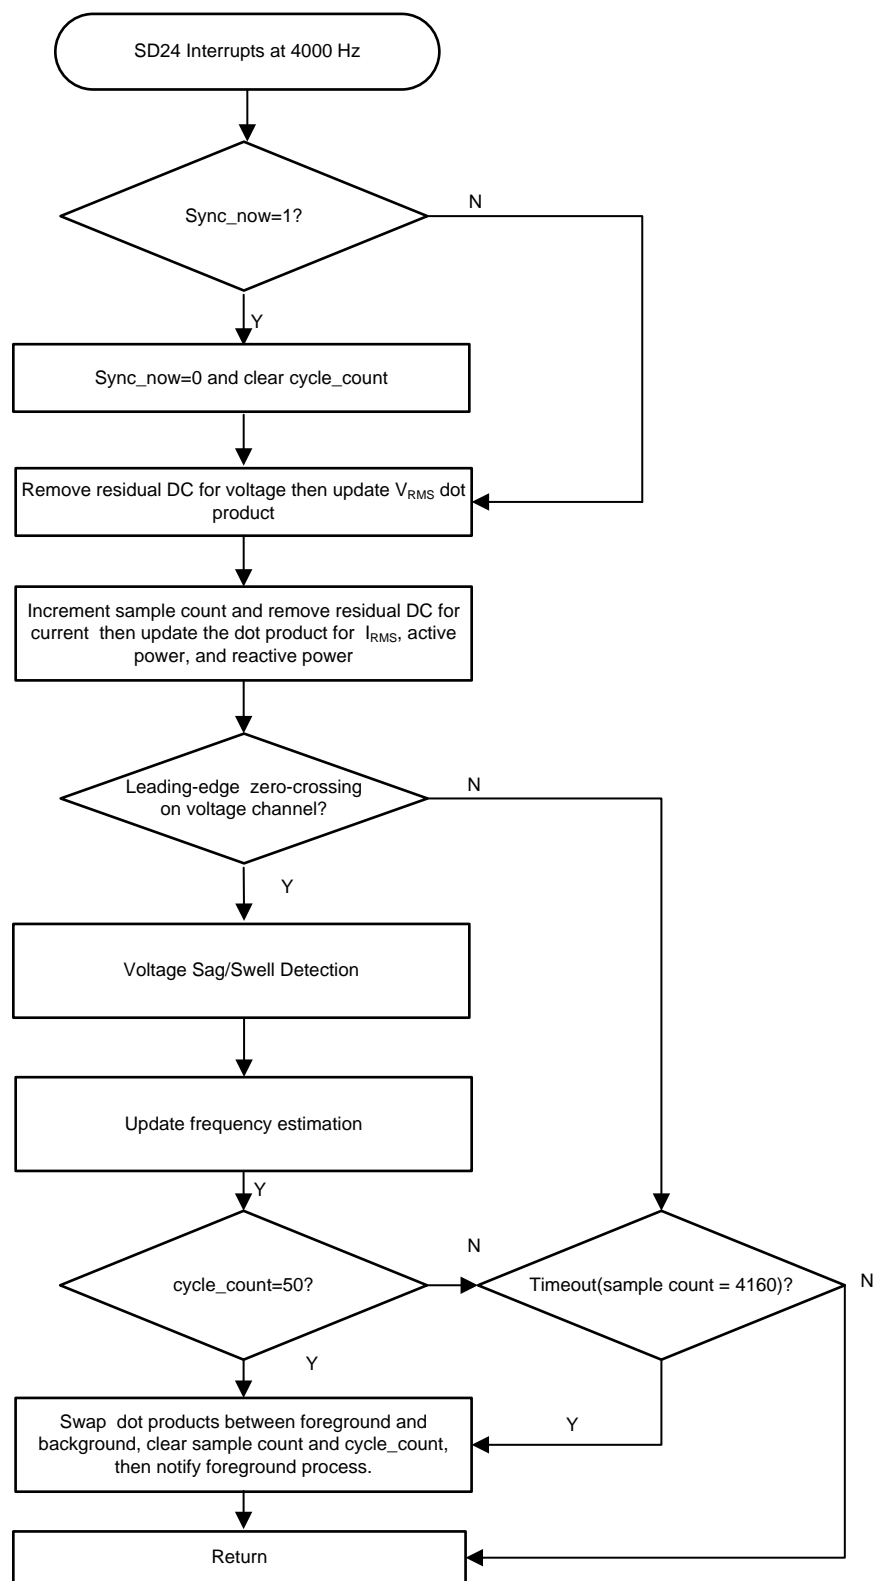 SD24 Interrupts at 4000 Hz
Sync_now=1?
N
Y
Sync_now=0 and clear cycle_count
Remove residual DC for voltage then update VRMS dot
product
Increment sample count and remove residual DC for
current then update the dot product for IRMS, active
power, and reactive power
Leading-edge zero-crossing
on voltage channel?
N
Y
Voltage Sag/Swell Detection
Update frequency estimation
Y
cycle_count=50?
N
Timeout(sample count = 4160)?
N
Y
Swap dot products between foreground and
background, clear sample count and cycle_count,
then notify foreground process.
Y
Return